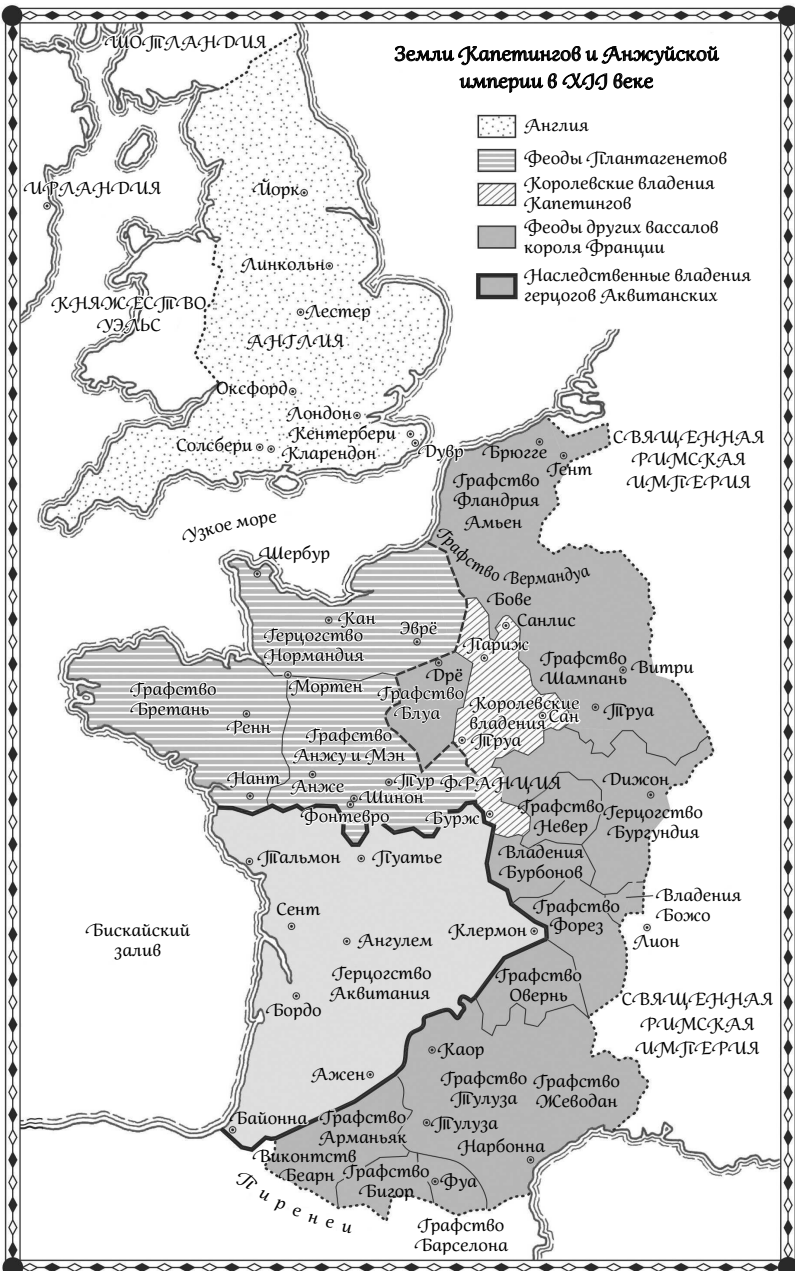 Земли Капетингов и Анжуйской
империи в XII веке
Англия
Феоды Плантагенетов
Королевские владения
Капетингов
Феоды других вассалов
короля Франции
Наследственные владения
герцогов Аквитанских
ШОТЛАНДИЯ
ИРЛАНДИЯ
Йорк
Линкольн
КНЯЖЕСТВО
УЭЛЬС
Лестер
АНГЛИЯ
Оксфорд
Лондон
Кентербери
Солсбери
Кларендон
Дувр
Брюгге
Гент
СВЯЩЕННАЯ
РИМСКАЯ
ИМПЕРИЯ
Графство
Фландрия
Амьен
Узкое море
Графство Вермандуа
Шербур
Бове
Санлис
Кан
Герцогство
Нормандия
Эврё
Париж
Дрё
Графство
Шампань
Витри
Мортен
Графство
Бретань
Ренн
Графство
Блуа
Королевские
владения
Сан
Труа
Труа
Графство
Анжу и Мэн
Нант
Анже
Тур
ФРАНЦИЯ
Шинон
Фонтевро
Бурж
Дижон
Герцогство
Бургундия
Графство
Невер
Владения
Бурбонов
Тальмон
Пуатье
Владения
Божо
Графство
Форез
Лион
Сент
Бискайский
залив
Ангулем
Клермон
Герцогство
Аквитания
Графство
Овернь
Бордо
СВЯЩЕННАЯ
РИМСКАЯ
ИМПЕРИЯ
Каор
Ажен
Графство
Тулуза
Графство
Жеводан
Байонна
Графство
Арманьяк
Тулуза
Нарбонна
Виконтств
Беарн
Графство
Бигор
Фуа
Пиренеи
Графство
Барселона